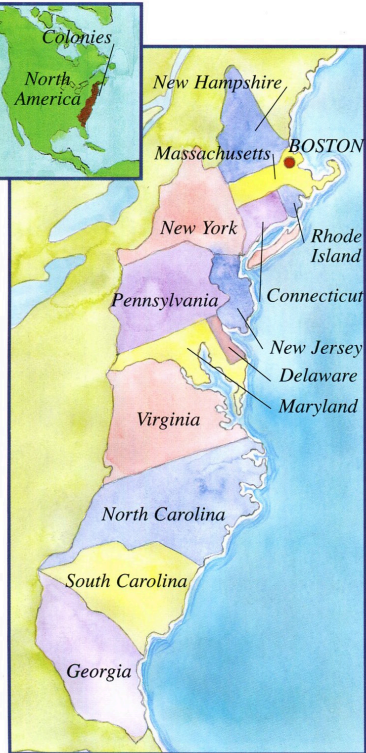 Colonies
North
America
New Hampshire
Massachusetts
BOSTON
New York
Rhode
Island
Connecticut
Pennsylvania
New Jersey
Delaware
Maryland
Virginia
North Carolina
South Carolina
Georgia